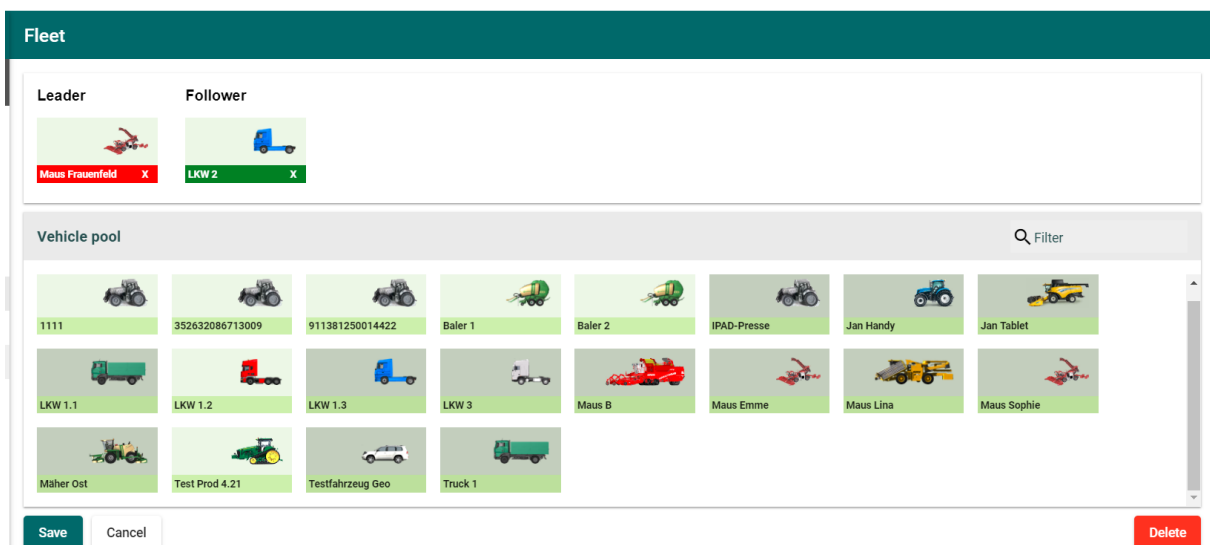 Fleet
Leader Follower
Maus Frauenfeld X LKW 2 X
Vehicle pool Filter
1111 352632086713009 911381250014422 Baler 1 Baler 2 IPAD-Presse Jan Handy Jan Tablet
LKW 1.1 LKW 1.2 LKW 1.3 LKW 3 Maus B Maus Emme Maus Lina Maus Sophie
Mäher Ost Test Prod 4.21 Testfahrzeug Geo Truck 1
Save Cancel Delete